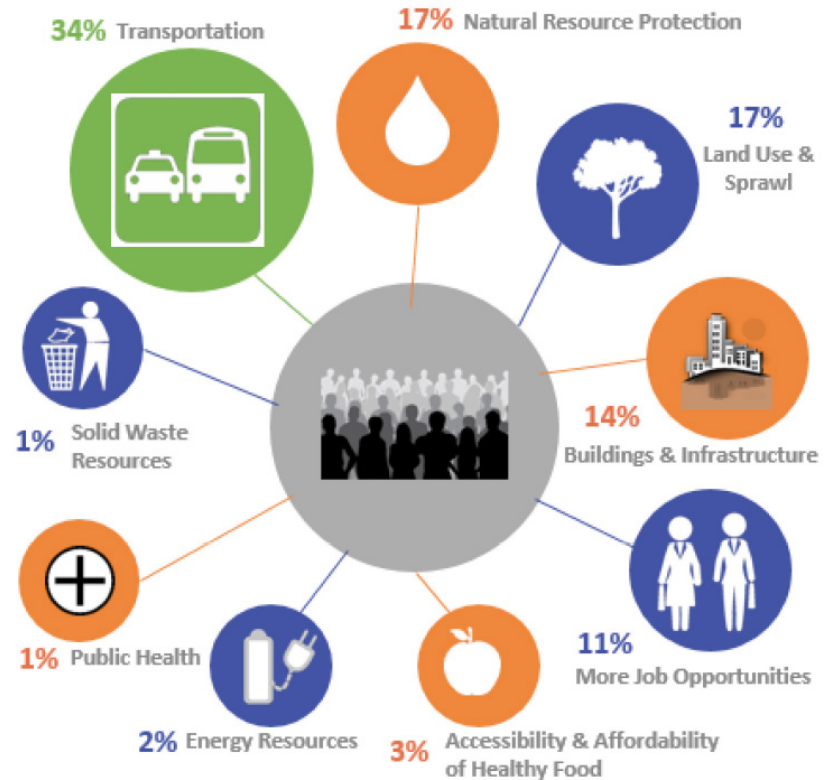 34% Transportation
17% Natural Resource Protection
17%
Land Use &
Sprawl
14%
Buildings & Infrastructure
11%
More Job Opportunities
3% Accessibility & Affordability
of Healthy Food
2% Energy Resources
1% Public Health
1% Solid Waste
Resources